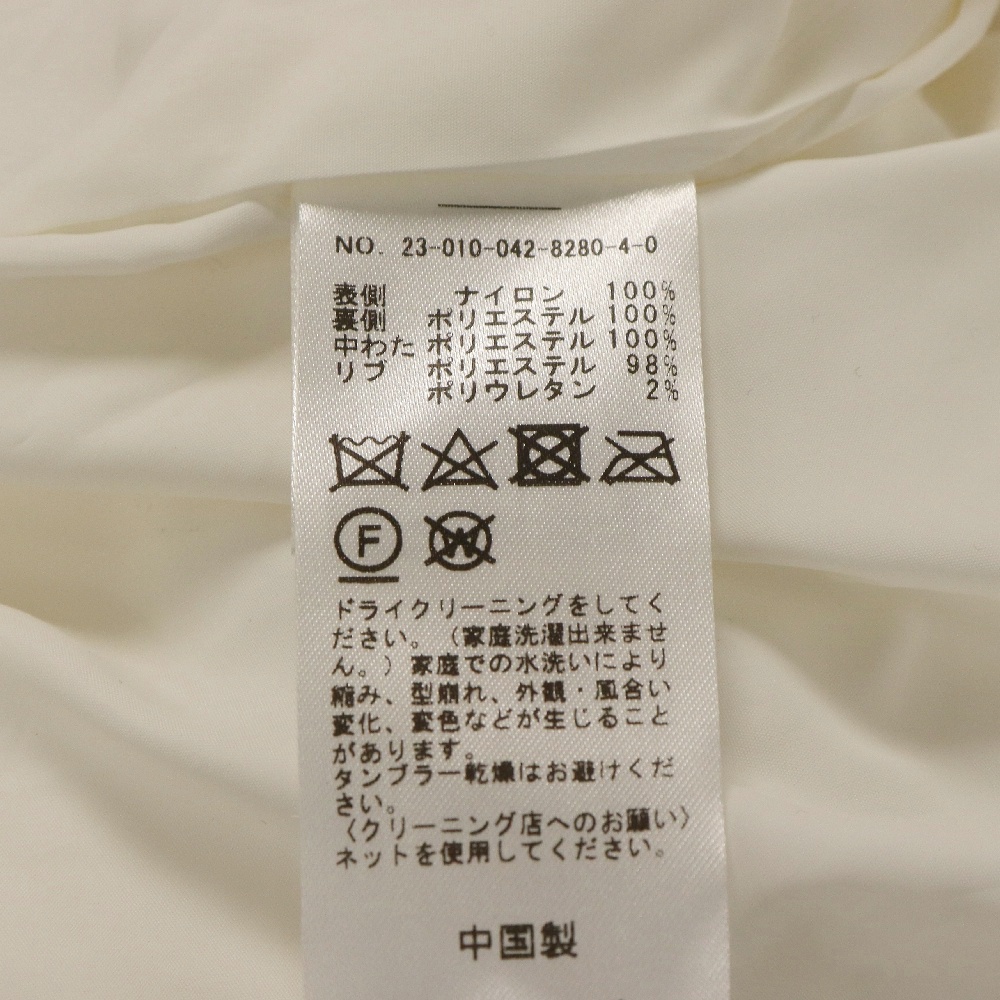 NO. 23-010-042-8280-4-0
表側 ナイロン 100%
裏側 ポリエステル 100%
中わた ポリエステル 100%
リブ ポリエステル 98%
ポリウレタン 2%
F W
ドライクリーニングをしてく
ださい。（家庭洗濯出来ませ
ん。）家庭での水洗いにより
縮み、型崩れ、外観・風合い
変化、変色などが生じること
があります。
タンブラー乾燥はお避けくだ
さい。
〈クリーニング店へのお願い〉
ネットを使用してください。
中国製